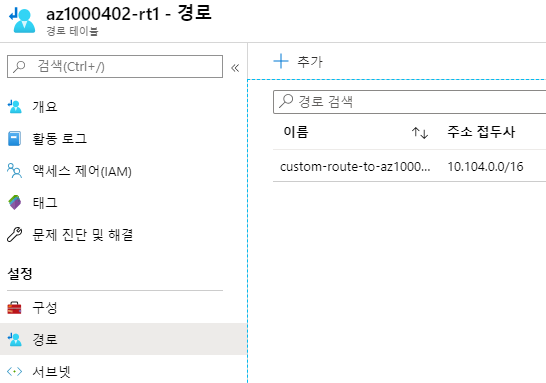 az1000402-rt1 - 경로
경로 테이블
검색(Ctrl+/)
«
개요
활동 로그
액세스 제어(IAM)
태그
문제 진단 및 해결
설정
구성
경로
서브넷
+ 추가
경로 검색
이름 ↑↓ 주소 접두사
custom-route-to-az1000... 10.104.0.0/16